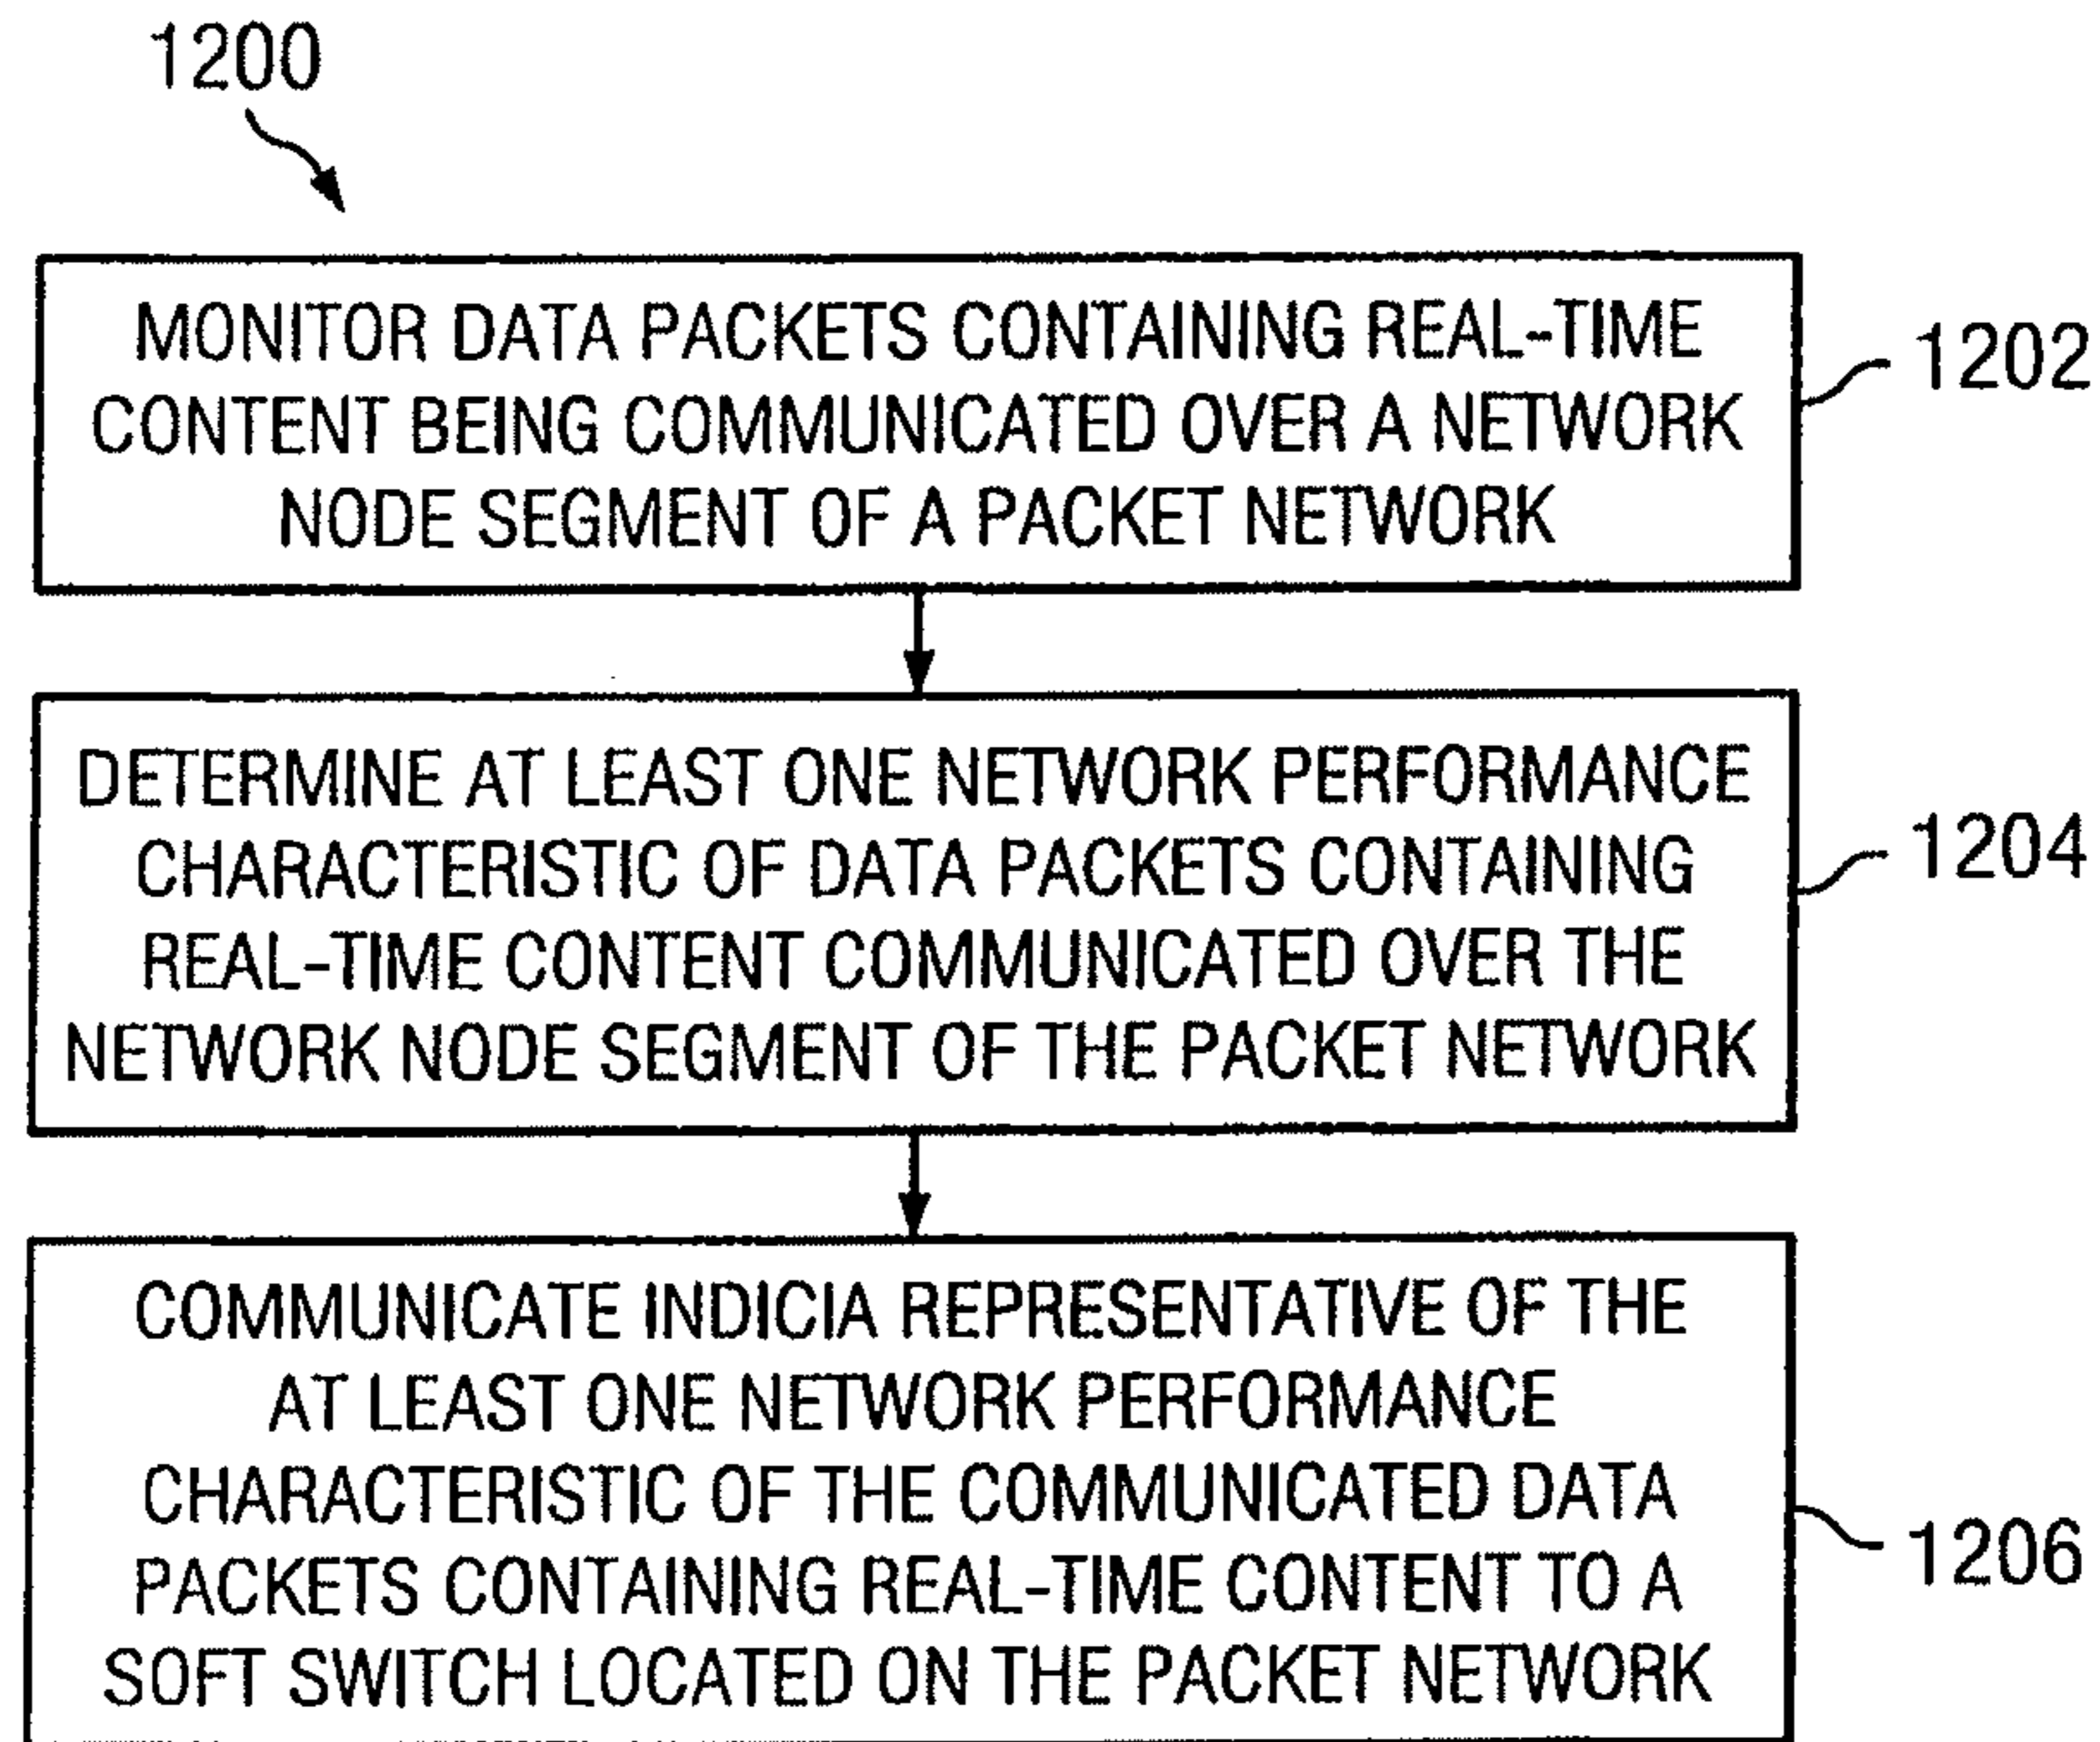 1200
MONITOR DATA PACKETS CONTAINING REAL-TIME
CONTENT BEING COMMUNICATED OVER A NETWORK
NODE SEGMENT OF A PACKET NETWORK
1202
DETERMINE AT LEAST ONE NETWORK PERFORMANCE
CHARACTERISTIC OF DATA PACKETS CONTAINING
REAL-TIME CONTENT COMMUNICATED OVER THE
NETWORK NODE SEGMENT OF THE PACKET NETWORK
1204
COMMUNICATE INDICIA REPRESENTATIVE OF THE
AT LEAST ONE NETWORK PERFORMANCE
CHARACTERISTIC OF THE COMMUNICATED DATA
PACKETS CONTAINING REAL-TIME CONTENT TO A
SOFT SWITCH LOCATED ON THE PACKET NETWORK
1206